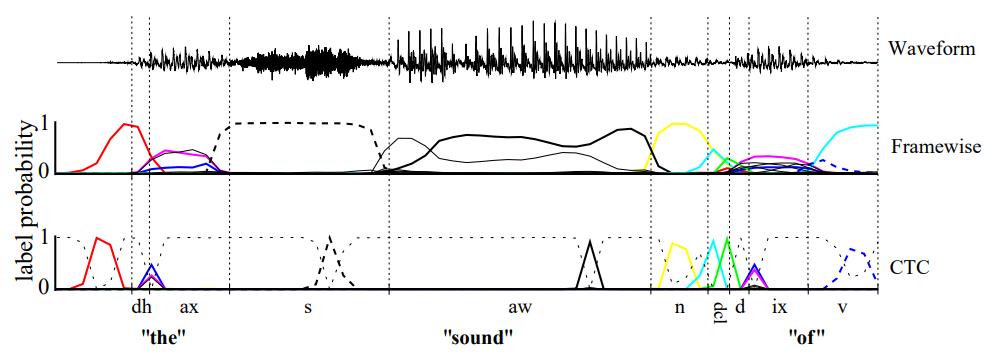 Waveform
label probability
1
0
Framewise
1
0
CTC
dh ax s aw n dcl d ix v
"the" "sound" "of"